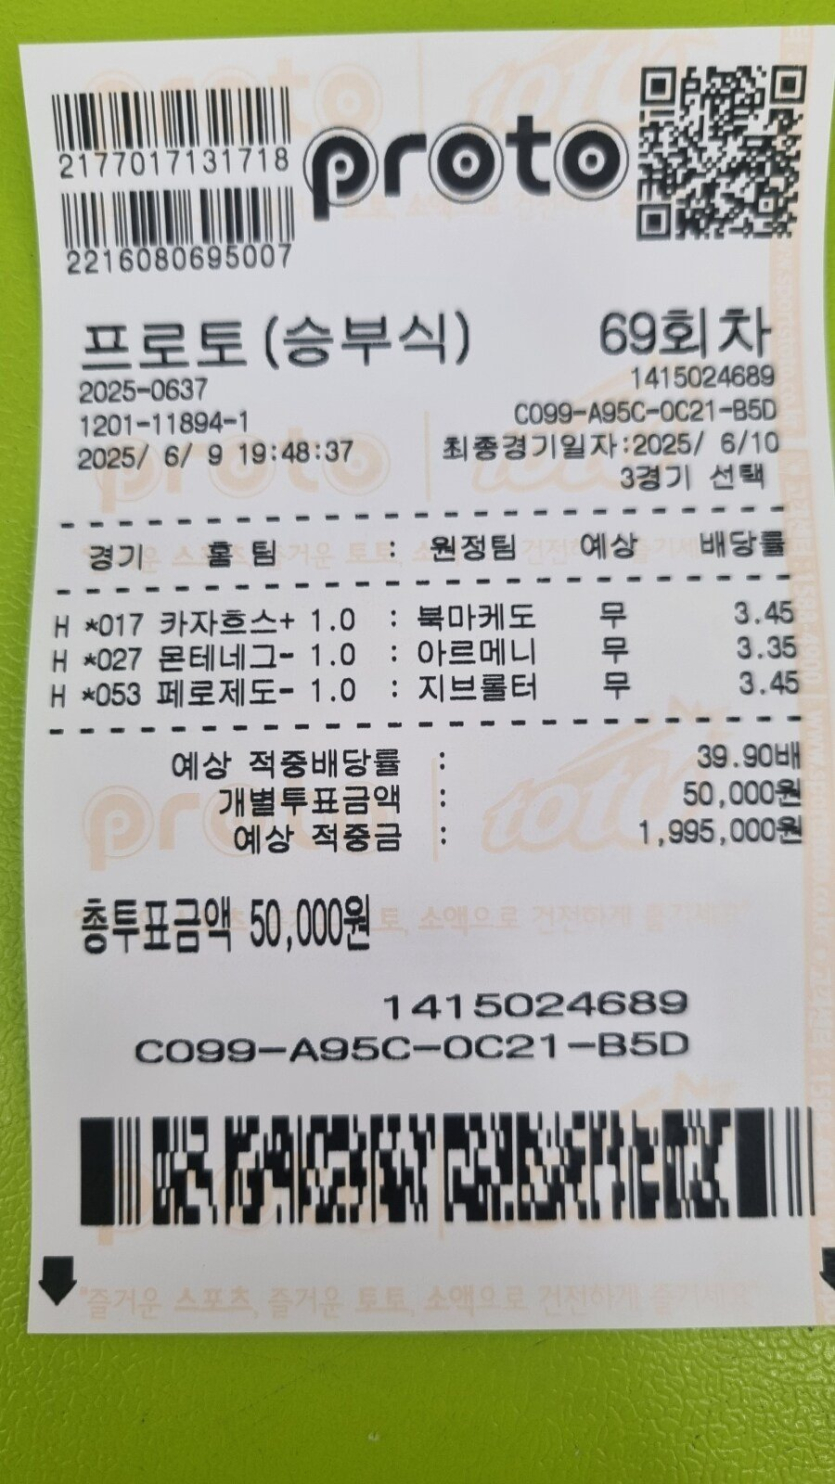 2177017131718
proto
2216080695007
프로토(승부식) 69회차
2025-0637 1415024689
1201-11894-1 C099-A95C-0C21-B5D
2025/ 6/ 9 19:48:37 최종경기일자:2025/ 6/10
3경기 선택
경기 홈 팀 : 원정팀 예상 배당률
H *017 카자흐스+ 1.0 : 북마케도 무 3.45
H *027 몬테네그- 1.0 : 아르메니 무 3.35
H *053 페로제도- 1.0 : 지브롤터 무 3.45
예상 적중배당률 : 39.90배
개별투표금액 : 50,000원
예상 적중금 : 1,995,000원
총투표금액 50,000원
1415024689
C099-A95C-0C21-B5D
"즐거운 스포츠, 즐거운 토토, 소액으로 건전하게 즐기세요"